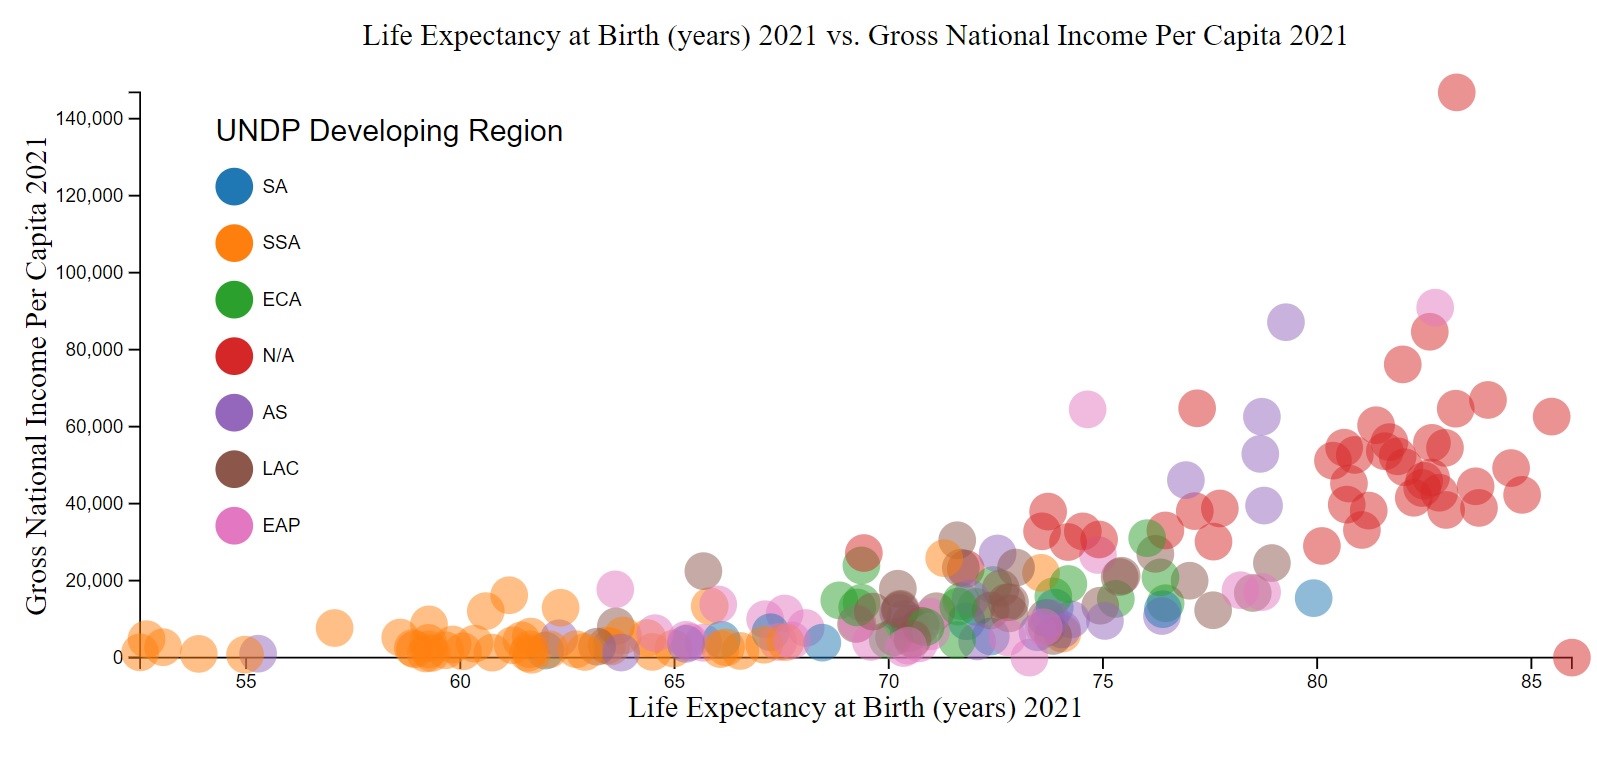 Life Expectancy at Birth (years) 2021 vs. Gross National Income Per Capita 2021
Gross National Income Per Capita 2021
140,000
120,000
100,000
80,000
60,000
40,000
20,000
0
UNDP Developing Region
SA
SSA
ECA
N/A
AS
LAC
EAP
55 60 65 70 75 80 85
Life Expectancy at Birth (years) 2021